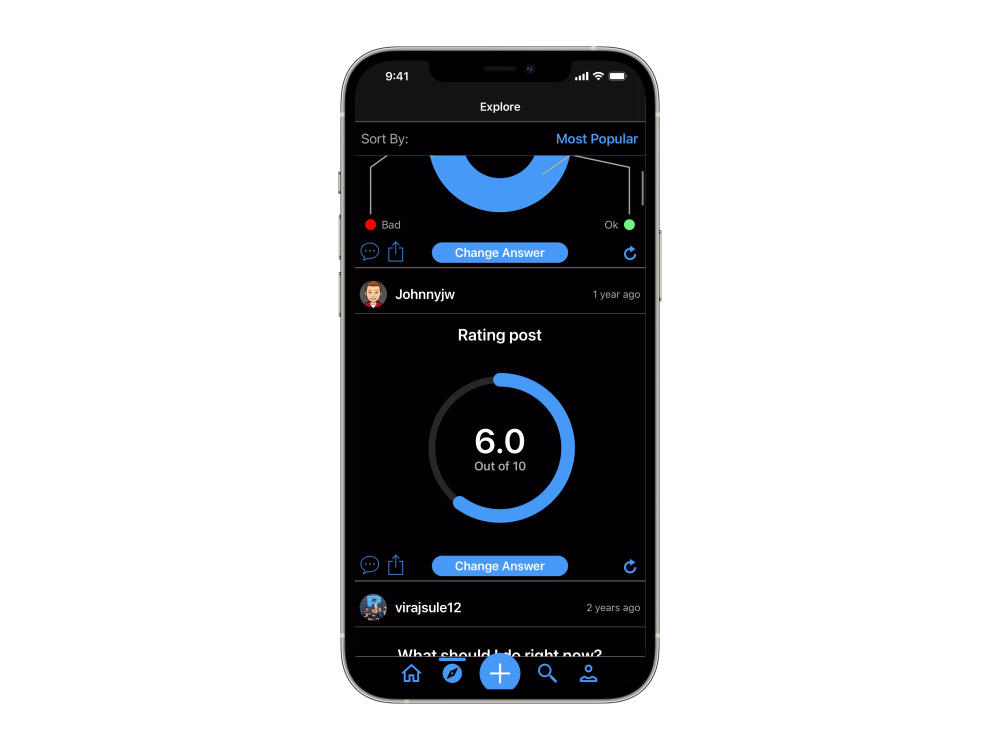 9:41
Explore
Sort By: Most Popular
Bad Ok
Change Answer
Johnnyjw 1 year ago
Rating post
6.0
Out of 10
Change Answer
virajsule12 2 years ago
What should I do right now?